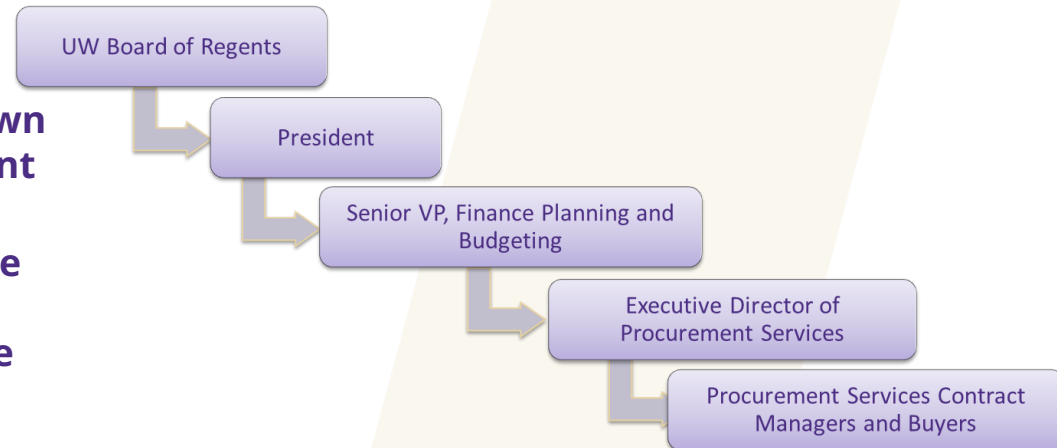 UW Board of Regents
President
Senior VP, Finance Planning and
Budgeting
Executive Director of
Procurement Services
Procurement Services Contract
Managers and Buyers